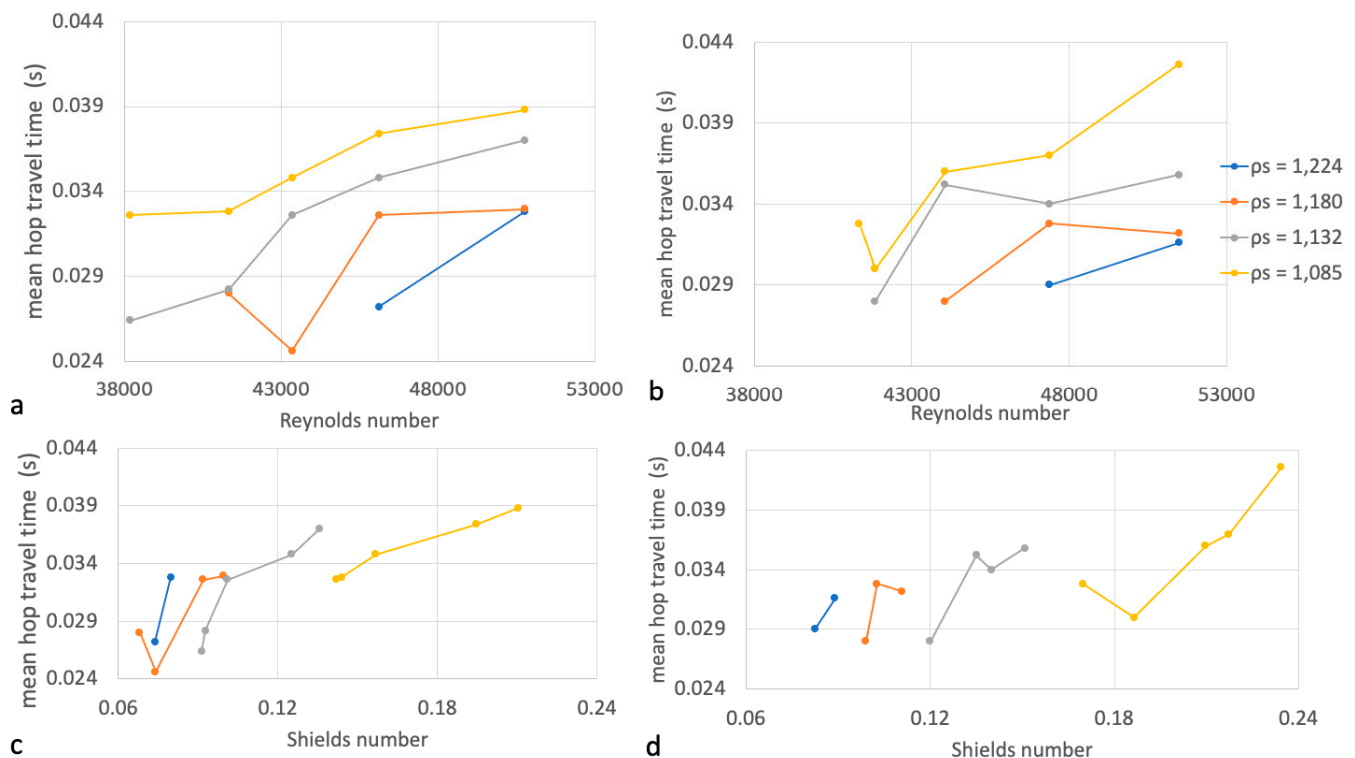 0.044
0.039
0.034
0.029
0.024
mean hop travel time (s)
38000 43000 48000 53000
Reynolds number
a
0.044
0.039
0.034
0.029
0.024
mean hop travel time (s)
38000 43000 48000 53000
Reynolds number
b
ρs = 1,224
ρs = 1,180
ρs = 1,132
ρs = 1,085
0.044
0.039
0.034
0.029
0.024
mean hop travel time (s)
0.06 0.12 0.18 0.24
Shields number
c
0.044
0.039
0.034
0.029
0.024
mean hop travel time (s)
0.06 0.12 0.18 0.24
Shields number
d